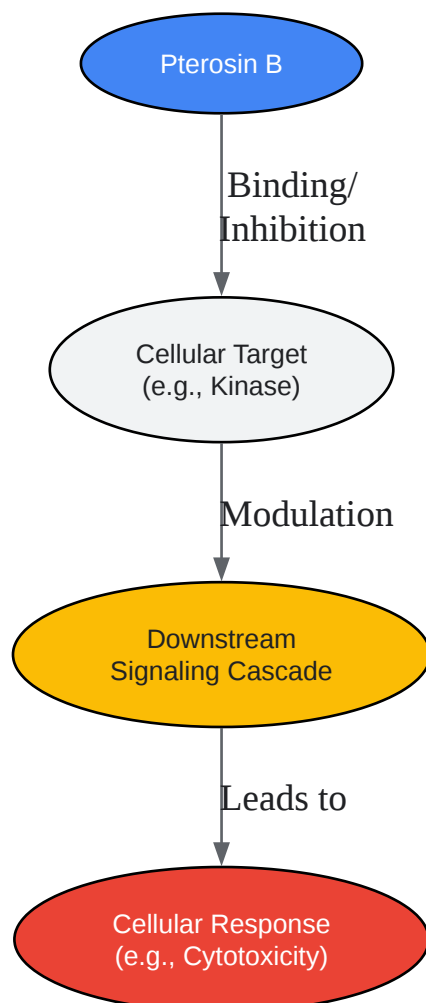 Pterosin B
Binding/
Inhibition
Cellular Target
(e.g., Kinase)
Modulation
Downstream
Signaling Cascade
Leads to
Cellular Response
(e.g., Cytotoxicity)